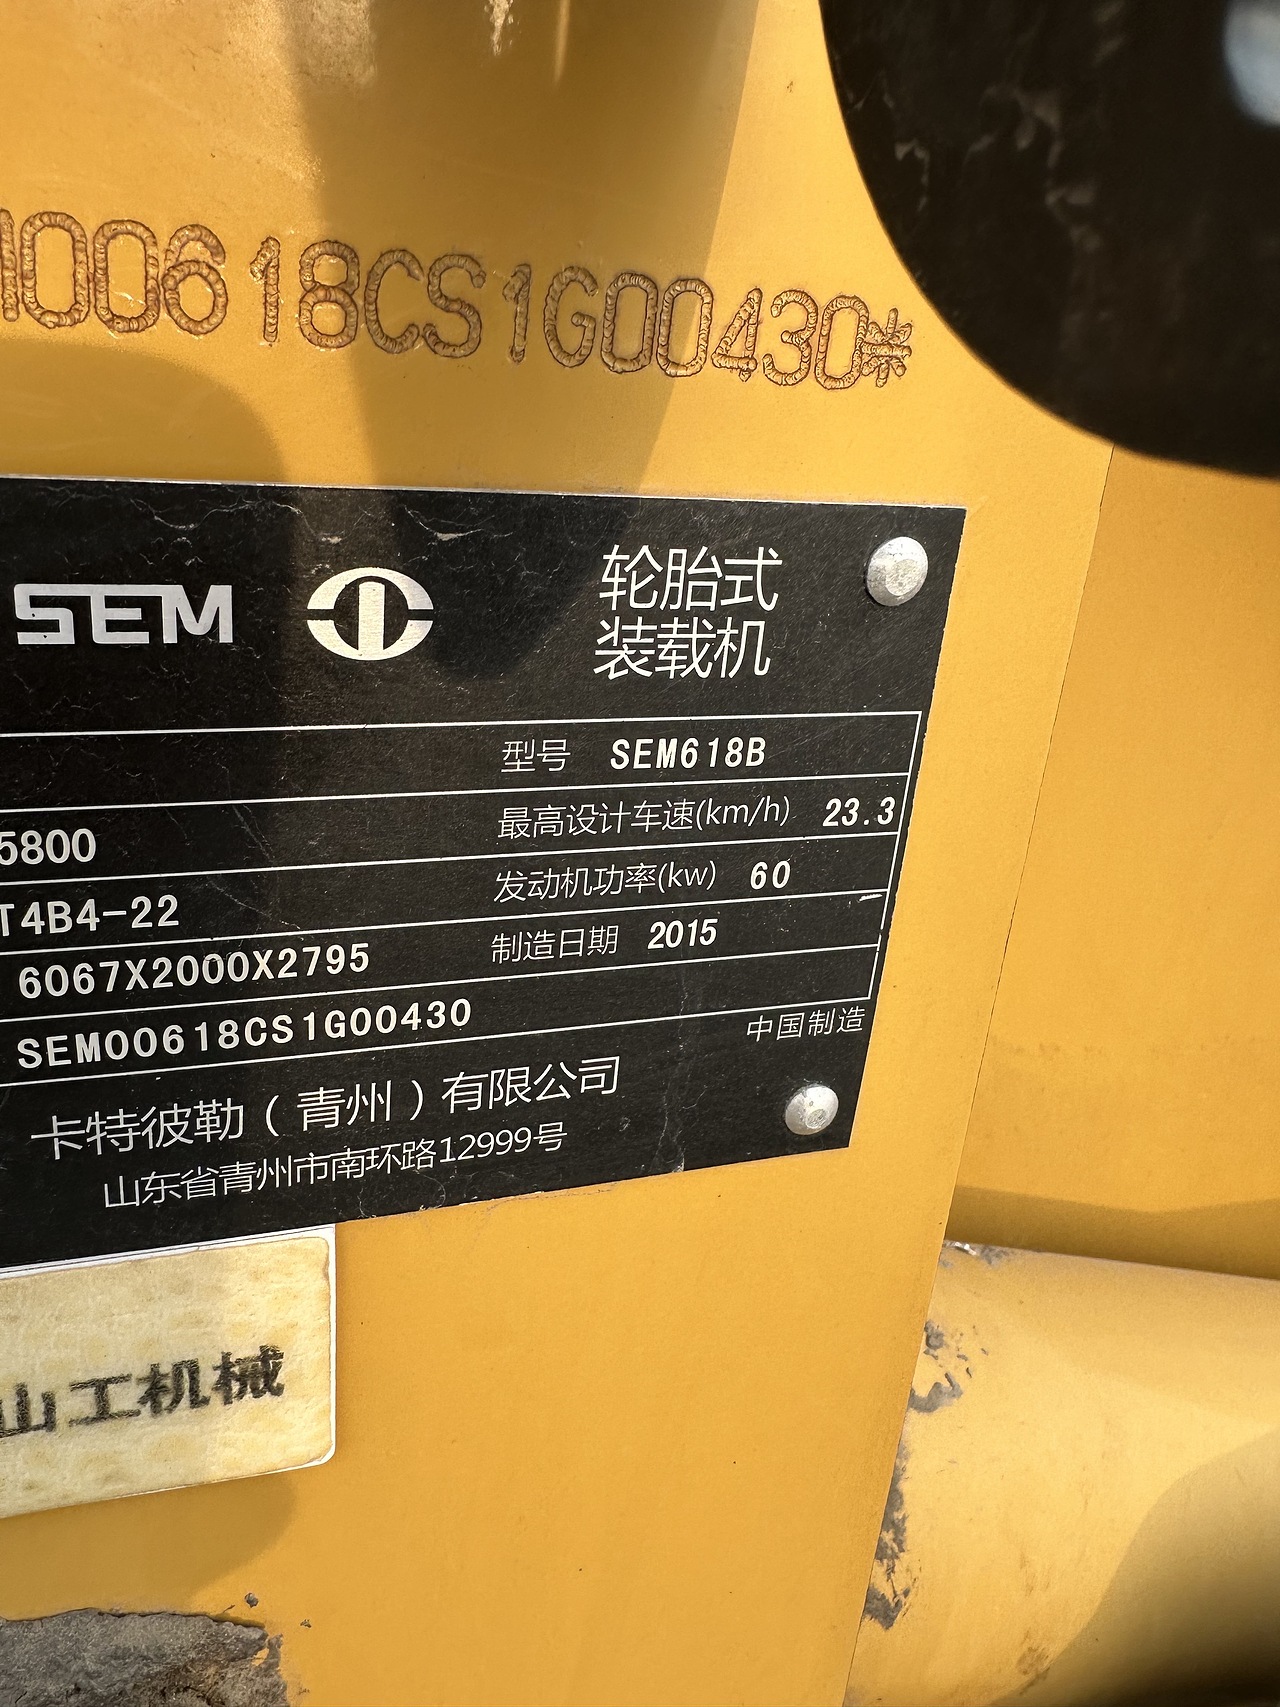 M00618CS1G00430*
SEM 轮胎式
装载机
型号 SEM618B
5800 最高设计车速(km/h) 23.3
T4B4-22 发动机功率(kw) 60
6067X2000X2795 制造日期 2015
SEM00618CS1G00430
中国制造
卡特彼勒(青州)有限公司
山东省青州市南环路12999号
山工机械